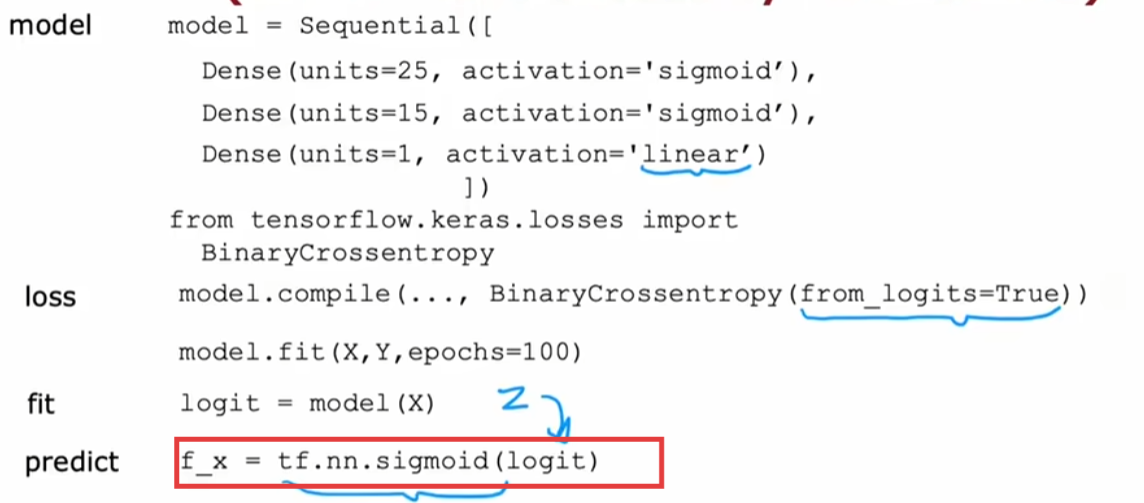 model model = Sequential([
Dense(units=25, activation='sigmoid'),
Dense(units=15, activation='sigmoid'),
Dense(units=1, activation='linear')
])
from tensorflow.keras.losses import
BinaryCrossentropy
loss model.compile(..., BinaryCrossentropy(from_logits=True))
model.fit(X,Y,epochs=100)
fit logit = model(X) z
predict f_x = tf.nn.sigmoid(logit)